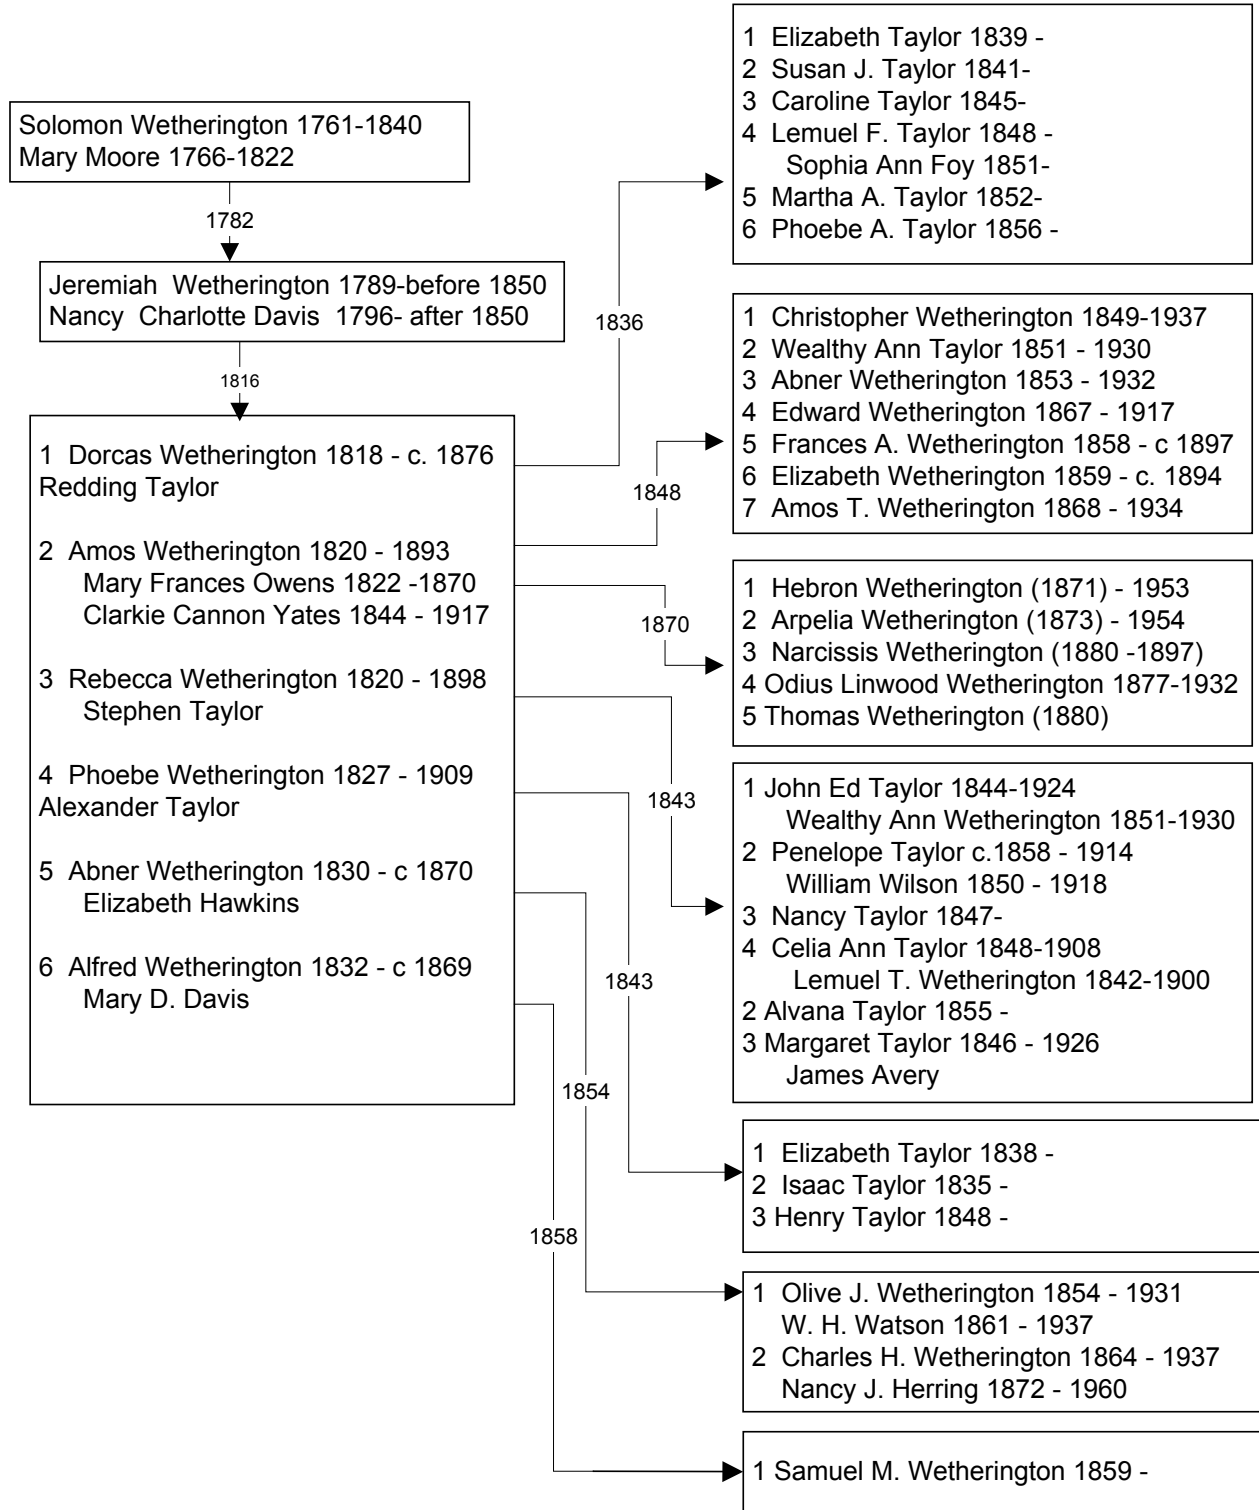 Solomon Wetherington 1761-1840
Mary Moore 1766-1822
1782
Jeremiah Wetherington 1789-before 1850
Nancy Charlotte Davis 1796- after 1850
1816
1 Dorcas Wetherington 1818 - c. 1876
Redding Taylor
2 Amos Wetherington 1820 - 1893
Mary Frances Owens 1822 -1870
Clarkie Cannon Yates 1844 - 1917
3 Rebecca Wetherington 1820 - 1898
Stephen Taylor
4 Phoebe Wetherington 1827 - 1909
Alexander Taylor
5 Abner Wetherington 1830 - c 1870
Elizabeth Hawkins
6 Alfred Wetherington 1832 - c 1869
Mary D. Davis
1836
1848
1870
1843
1843
1854
1858
1 Elizabeth Taylor 1839 -
2 Susan J. Taylor 1841-
3 Caroline Taylor 1845-
4 Lemuel F. Taylor 1848 -
Sophia Ann Foy 1851-
5 Martha A. Taylor 1852-
6 Phoebe A. Taylor 1856 -
1 Christopher Wetherington 1849-1937
2 Wealthy Ann Taylor 1851 - 1930
3 Abner Wetherington 1853 - 1932
4 Edward Wetherington 1867 - 1917
5 Frances A. Wetherington 1858 - c 1897
6 Elizabeth Wetherington 1859 - c. 1894
7 Amos T. Wetherington 1868 - 1934
1 Hebron Wetherington (1871) - 1953
2 Arpelia Wetherington (1873) - 1954
3 Narcissis Wetherington (1880 -1897)
4 Odius Linwood Wetherington 1877-1932
5 Thomas Wetherington (1880)
1 John Ed Taylor 1844-1924
Wealthy Ann Wetherington 1851-1930
2 Penelope Taylor c.1858 - 1914
William Wilson 1850 - 1918
3 Nancy Taylor 1847-
4 Celia Ann Taylor 1848-1908
Lemuel T. Wetherington 1842-1900
2 Alvana Taylor 1855 -
3 Margaret Taylor 1846 - 1926
James Avery
1 Elizabeth Taylor 1838 -
2 Isaac Taylor 1835 -
3 Henry Taylor 1848 -
1 Olive J. Wetherington 1854 - 1931
W. H. Watson 1861 - 1937
2 Charles H. Wetherington 1864 - 1937
Nancy J. Herring 1872 - 1960
1 Samuel M. Wetherington 1859 -